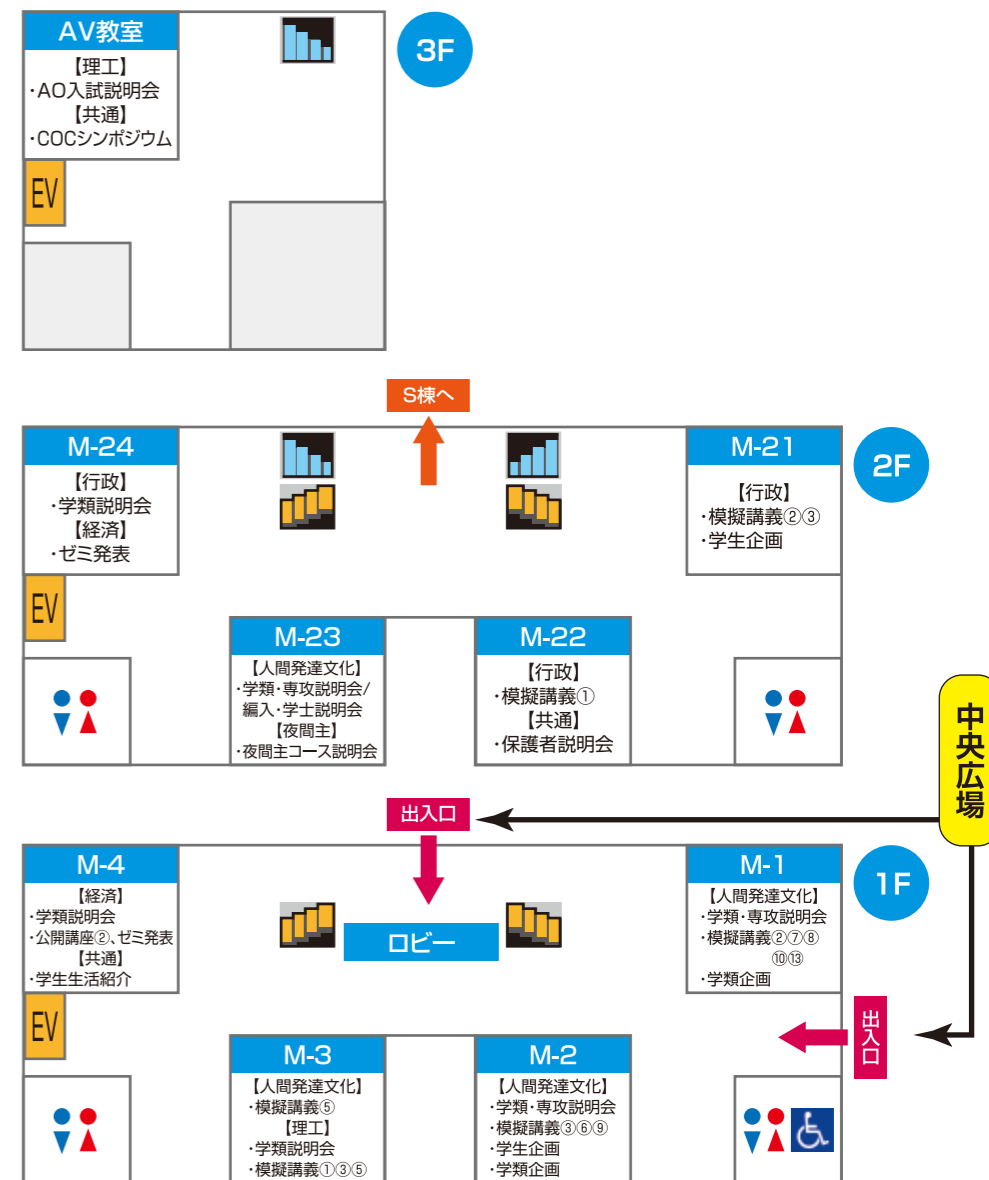 AV教室
【理工】
・AO入試説明会
【共通】
・COCシンポジウム
3F
EV
S棟へ
M-24
【行政】
・学類説明会
【経済】
・ゼミ発表
M-21
【行政】
・模擬講義②③
・学生企画
2F
EV
M-23
【人間発達文化】
・学類・専攻説明会/
編入・学士説明会
【夜間主】
・夜間主コース説明会
M-22
【行政】
・模擬講義①
【共通】
・保護者説明会
中央広場
出入口
M-4
【経済】
・学類説明会
・公開講座②、ゼミ発表
【共通】
・学生生活紹介
ロビー
M-1
【人間発達文化】
・学類・専攻説明会
・模擬講義②⑦⑧
⑩⑬
・学類企画
1F
EV
出入口
M-3
【人間発達文化】
・模擬講義⑤
【理工】
・学類説明会
・模擬講義①③⑤
M-2
【人間発達文化】
・学類・専攻説明会
・模擬講義③⑥⑨
・学生企画
・学類企画